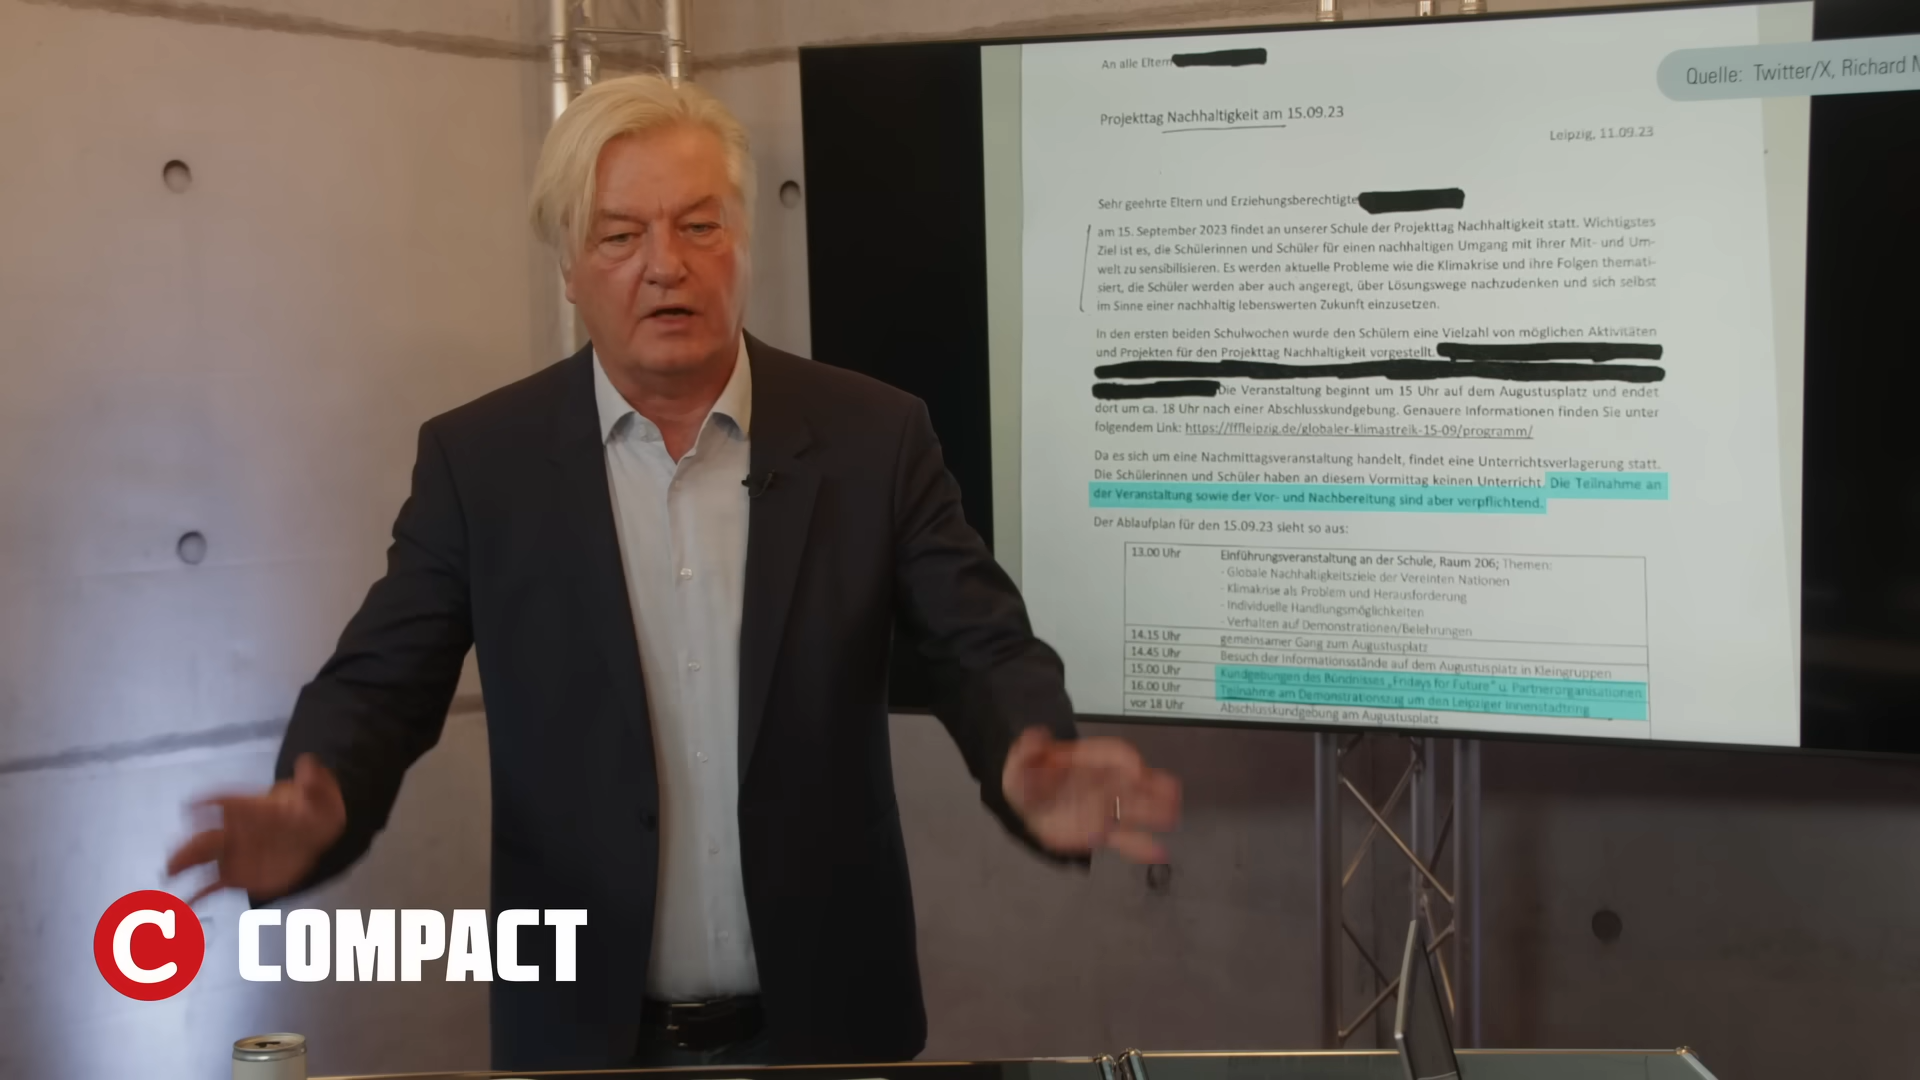 Quelle: Twitter/X, Richard
An alle Eltern
Projekttag Nachhaltigkeit am 15.09.23
Leipzig, 11.09.23
Sehr geehrte Eltern und Erziehungsberechtigte
am 15. September 2023 findet an unserer Schule der Projekttag Nachhaltigkeit statt. Wichtigstes
Ziel ist es, die Schülerinnen und Schüler für einen nachhaltigen Umgang mit ihrer Mit- und Um-
welt zu sensibilisieren. Es werden aktuelle Probleme wie die Klimakrise und ihre Folgen themati-
siert, die Schüler werden aber auch angeregt, über Lösungswege nachzudenken und sich selbst
im Sinne einer nachhaltig lebenswerten Zukunft einzusetzen.
In den ersten beiden Schulwochen wurde den Schülern eine Vielzahl von möglichen Aktivitäten
und Projekten für den Projekttag Nachhaltigkeit vorgestellt.
Die Veranstaltung beginnt um 15 Uhr auf dem Augustusplatz und endet
dort um ca. 18 Uhr nach einer Abschlusskundgebung. Genauere Informationen finden Sie unter
folgendem Link: https://fffleipzig.de/globaler-klimastreik-15-09/programm/
Da es sich um eine Nachmittagsveranstaltung handelt, findet eine Unterrichtsverlagerung statt.
Die Schülerinnen und Schüler haben an diesem Vormittag keinen Unterricht. Die Teilnahme an
der Veranstaltung sowie der Vor- und Nachbereitung sind aber verpflichtend.
Der Ablaufplan für den 15.09.23 sieht so aus:
13.00 Uhr Einführungsveranstaltung an der Schule, Raum 206; Themen:
- Globale Nachhaltigkeitsziele der Vereinten Nationen
- Klimakrise als Problem und Herausforderung
- Individuelle Handlungsmöglichkeiten
- Verhalten auf Demonstrationen/Belehrungen
14.15 Uhr gemeinsamer Gang zum Augustusplatz
14.45 Uhr Besuch der Informationsstände auf dem Augustusplatz in Kleingruppen
15.00 Uhr Kundgebungen des Bündnisses „Fridays for Future" u. Partnerorganisationen
16.00 Uhr Teilnahme am Demonstrationszug um den Leipziger Innenstadtring
vor 18 Uhr Abschlusskundgebung am Augustusplatz
C COMPACT